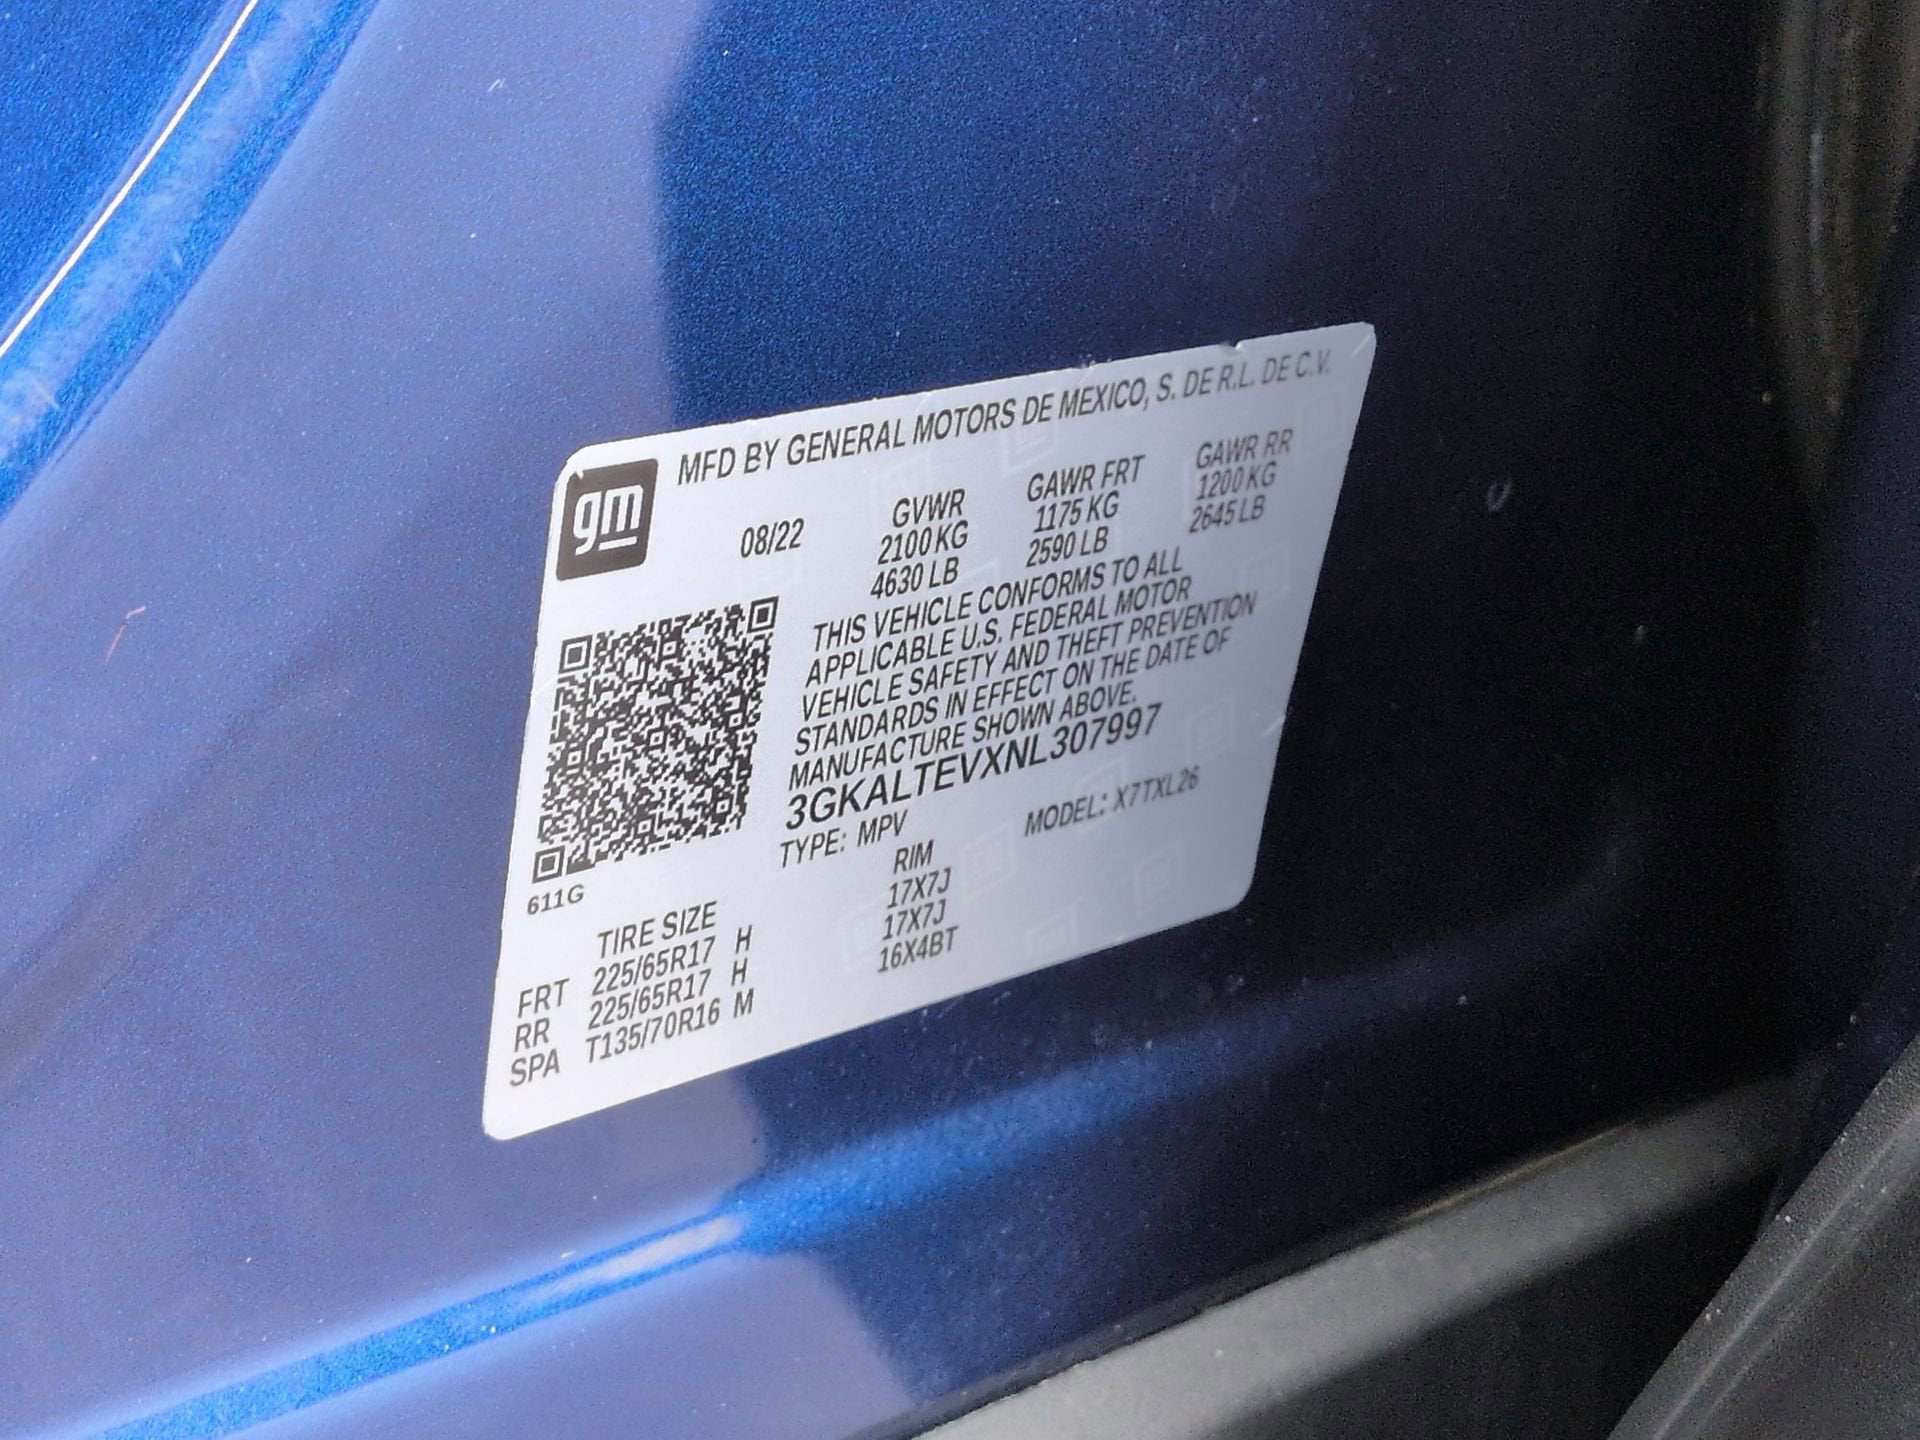 MFD BY GENERAL MOTORS DE MEXICO, S. DE R.L. DE C.V.
gm
08/22 GVWR GAWR FRT GAWR RR
2100 KG 1175 KG 1200 KG
4630 LB 2590 LB 2645 LB
THIS VEHICLE CONFORMS TO ALL
APPLICABLE U.S. FEDERAL MOTOR
VEHICLE SAFETY AND THEFT PREVENTION
STANDARDS IN EFFECT ON THE DATE OF
MANUFACTURE SHOWN ABOVE.
3GKALTEVXNL307997
TYPE: MPV MODEL: X7TXL26
611G
TIRE SIZE RIM
FRT 225/65R17 H 17X7J
RR 225/65R17 H 17X7J
SPA T135/70R16 M 16X4BT